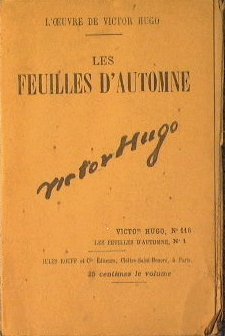 L'ŒUVRE DE VICTOR HUGO
LES
FEUILLES D'AUTOMNE
Victor Hugo
VICTOR HUGO, N° 116
LES FEUILLES D'AUTOMNE, N° 1
JULES ROUFF et Cie Éditeurs, Cloître-Saint-Honoré, à Paris.
25 centimes le volume